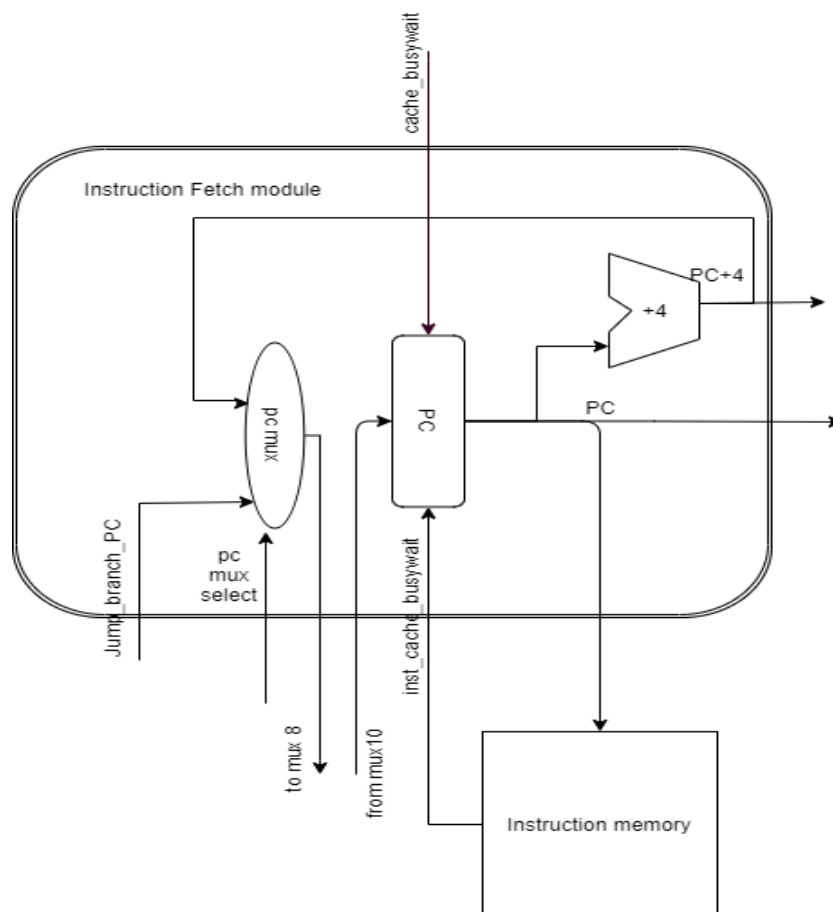 cache_busywait
Instruction Fetch module
PC+4
+4
pc mux
PC
PC
Jump_branch_PC
pc
mux
select
inst_cache_busywait
to mux 8
from mux10
Instruction memory